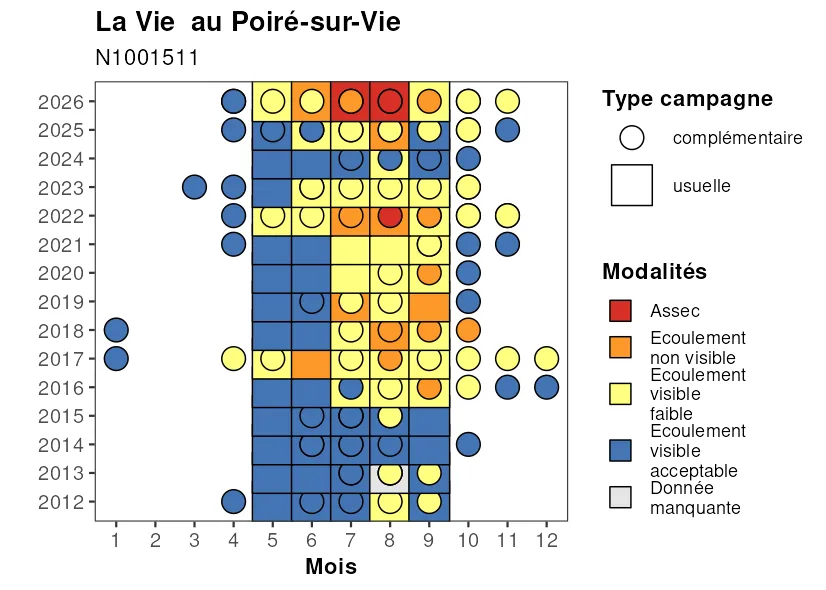 La Vie  au Poiré-sur-Vie
N1001511
2026
2025
2024
2023
2022
2021
2020
2019
2018
2017
2016
2015
2014
2013
2012
1 2 3 4 5 6 7 8 9 10 11 12
Mois
Type campagne
complémentaire
usuelle
Modalités
Assec
Ecoulement
non visible
Ecoulement
visible
faible
Ecoulement
visible
acceptable
Donnée
manquante